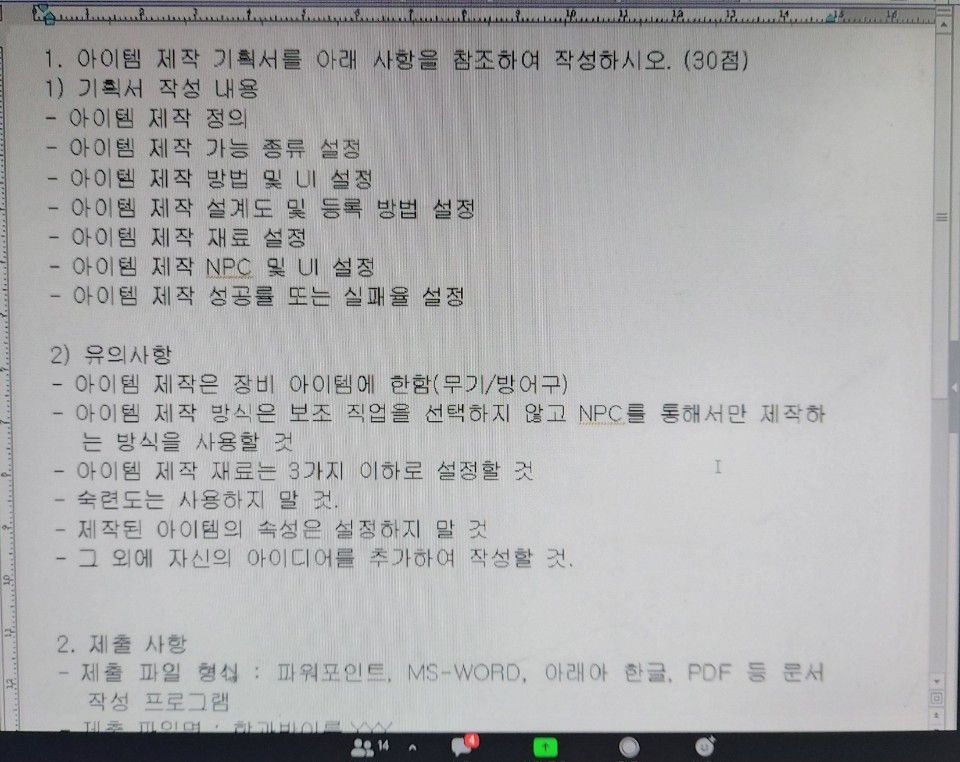 1. 아이템 제작 기획서를 아래 사항을 참조하여 작성하시오. (30점)
1) 기획서 작성 내용
- 아이템 제작 정의
- 아이템 제작 가능 종류 설정
- 아이템 제작 방법 및 UI 설정
- 아이템 제작 설계도 및 등록 방법 설정
- 아이템 제작 재료 설정
- 아이템 제작 NPC 및 UI 설정
- 아이템 제작 성공률 또는 실패율 설정
2) 유의사항
- 아이템 제작은 장비 아이템에 한함(무기/방어구)
- 아이템 제작 방식은 보조 직업을 선택하지 않고 NPC를 통해서만 제작하
는 방식을 사용할 것
- 아이템 제작 재료는 3가지 이하로 설정할 것
- 숙련도는 사용하지 말 것.
- 제작된 아이템의 속성은 설정하지 말 것
- 그 외에 자신의 아이디어를 추가하여 작성할 것.
2. 제출 사항
- 제출 파일 형식 : 파워포인트, MS-WORD, 아래아 한글, PDF 등 문서
작성 프로그램
- 제출 파일명 :
14
4